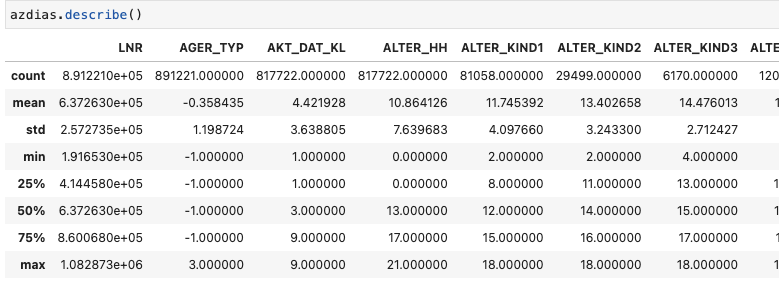 azdias.describe()
LNR AGER_TYP AKT_DAT_KL ALTER_HH ALTER_KIND1 ALTER_KIND2 ALTER_KIND3 ALTE
count 8.912210e+05 891221.000000 817722.000000 817722.000000 81058.000000 29499.000000 6170.000000 120
mean 6.372630e+05 -0.358435 4.421928 10.864126 11.745392 13.402658 14.476013 1
std 2.572735e+05 1.198724 3.638805 7.639683 4.097660 3.243300 2.712427
min 1.916530e+05 -1.000000 1.000000 0.000000 2.000000 2.000000 4.000000
25% 4.144580e+05 -1.000000 1.000000 0.000000 8.000000 11.000000 13.000000 1
50% 6.372630e+05 -1.000000 3.000000 13.000000 12.000000 14.000000 15.000000 1
75% 8.600680e+05 -1.000000 9.000000 17.000000 15.000000 16.000000 17.000000 1
max 1.082873e+06 3.000000 9.000000 21.000000 18.000000 18.000000 18.000000 1